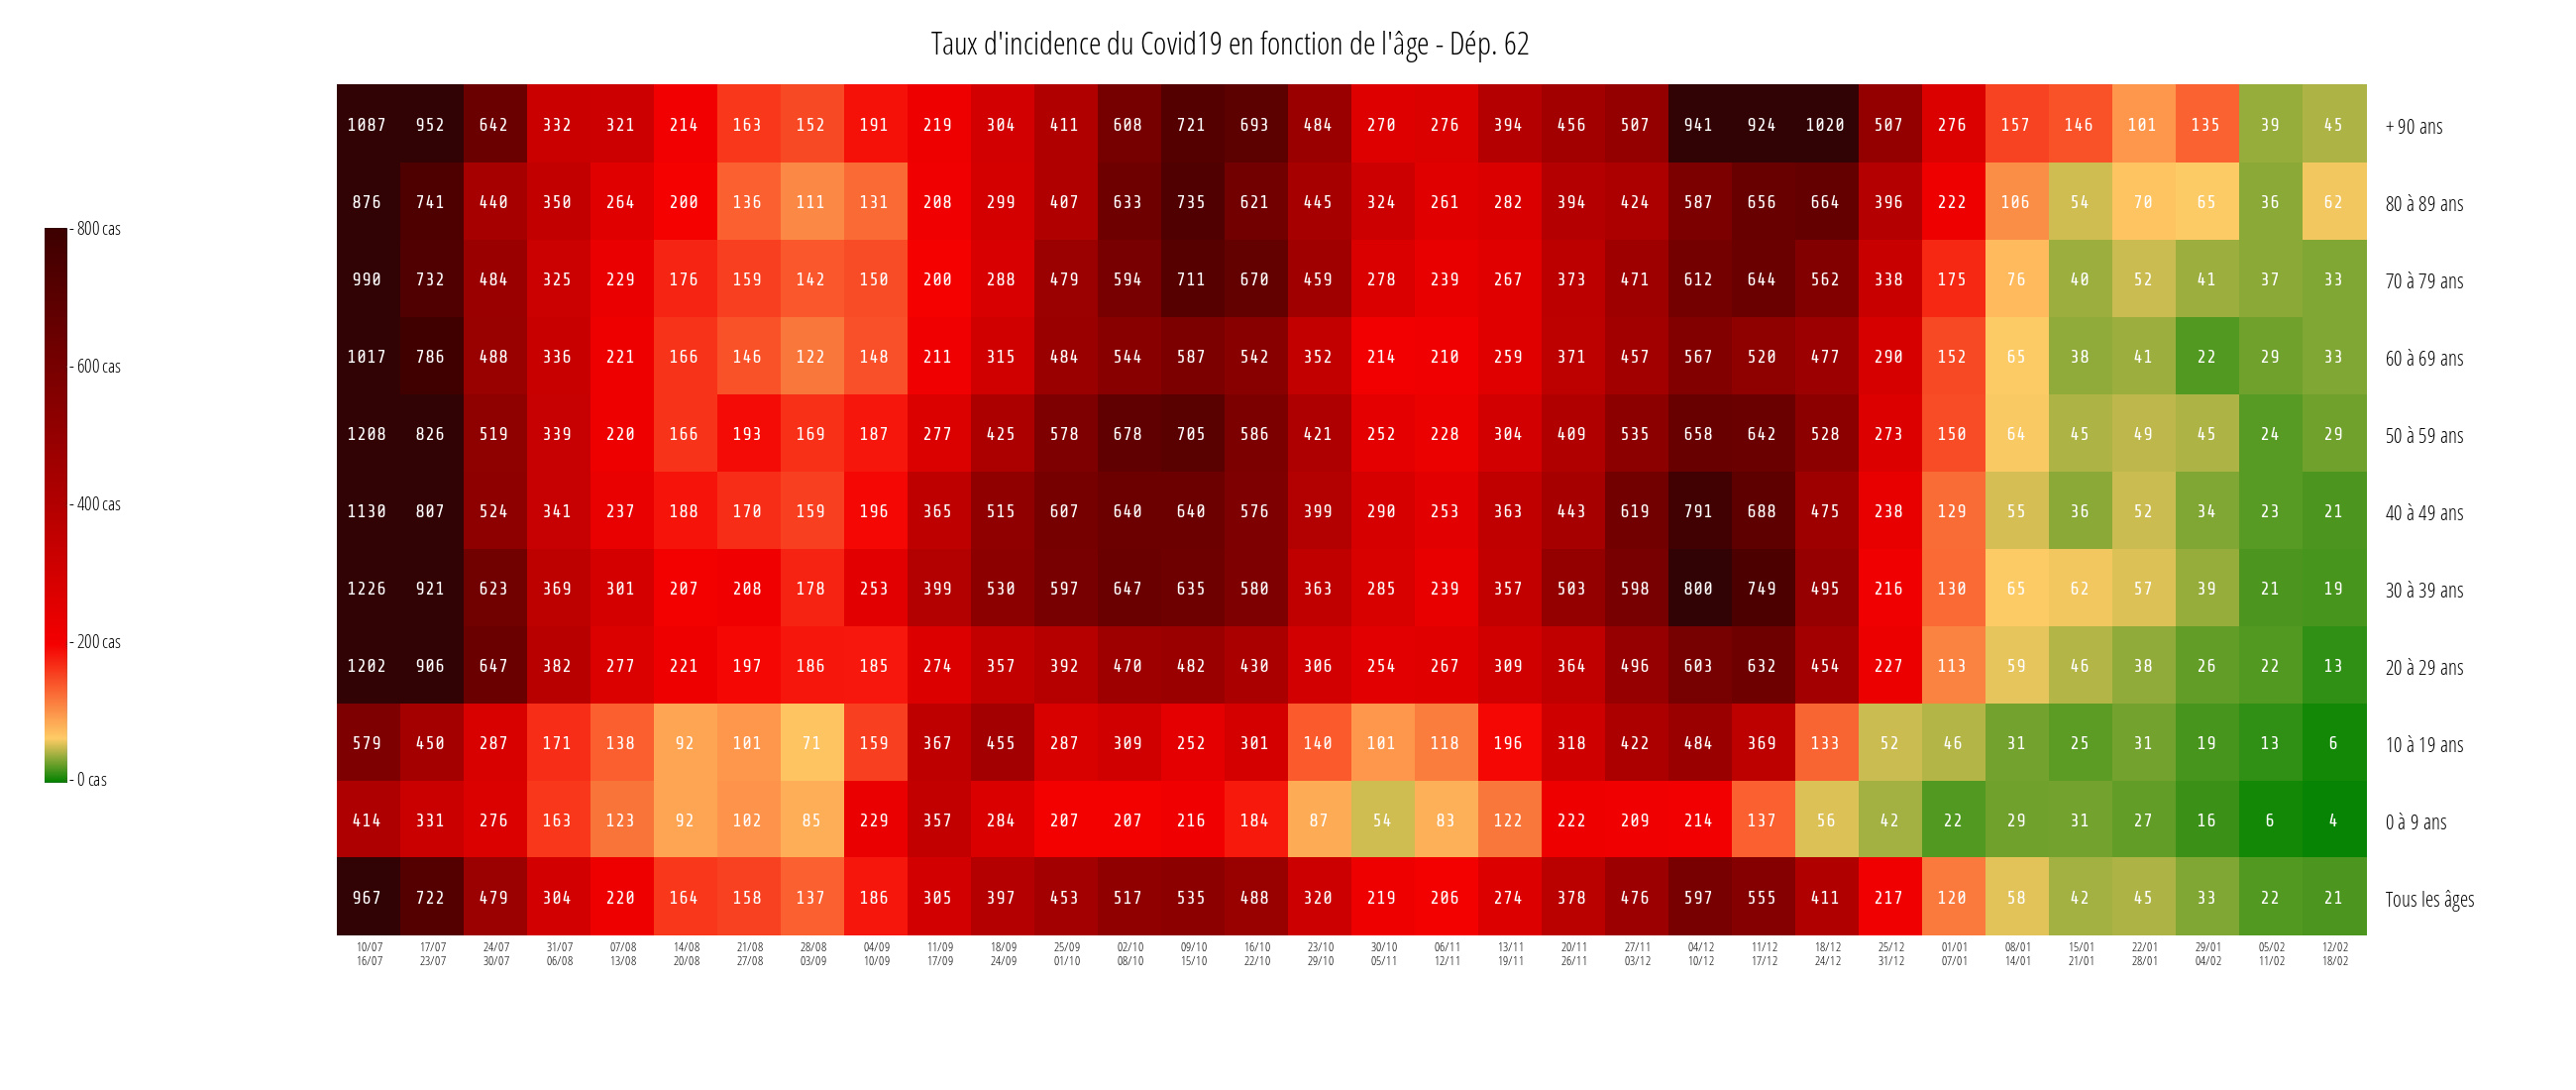 Taux d'incidence du Covid19 en fonction de l'âge - Dép. 62
- 800 cas
- 600 cas
- 400 cas
- 200 cas
- 0 cas
1087 952 642 332 321 214 163 152 191 219 304 411 608 721 693 484 270 276 394 456 507 941 924 1020 507 276 157 146 101 135 39 45 + 90 ans
876 741 440 350 264 200 136 111 131 208 299 407 633 735 621 445 324 261 282 394 424 587 656 664 396 222 106 54 70 65 36 62 80 à 89 ans
990 732 484 325 229 176 159 142 150 200 288 479 594 711 670 459 278 239 267 373 471 612 644 562 338 175 76 40 52 41 37 33 70 à 79 ans
1017 786 488 336 221 166 146 122 148 211 315 484 544 587 542 352 214 210 259 371 457 567 520 477 290 152 65 38 41 22 29 33 60 à 69 ans
1208 826 519 339 220 166 193 169 187 277 425 578 678 705 586 421 252 228 304 409 535 658 642 528 273 150 64 45 49 45 24 29 50 à 59 ans
1130 807 524 341 237 188 170 159 196 365 515 607 640 640 576 399 290 253 363 443 619 791 688 475 238 129 55 36 52 34 23 21 40 à 49 ans
1226 921 623 369 301 207 208 178 253 399 530 597 647 635 580 363 285 239 357 503 598 800 749 495 216 130 65 62 57 39 21 19 30 à 39 ans
1202 906 647 382 277 221 197 186 185 274 357 392 470 482 430 306 254 267 309 364 496 603 632 454 227 113 59 46 38 26 22 13 20 à 29 ans
579 450 287 171 138 92 101 71 159 367 455 287 309 252 301 140 101 118 196 318 422 484 369 133 52 46 31 25 31 19 13 6 10 à 19 ans
414 331 276 163 123 92 102 85 229 357 284 207 207 216 184 87 54 83 122 222 209 214 137 56 42 22 29 31 27 16 6 4 0 à 9 ans
967 722 479 304 220 164 158 137 186 305 397 453 517 535 488 320 219 206 274 378 476 597 555 411 217 120 58 42 45 33 22 21 Tous les âges
10/07 17/07 24/07 31/07 07/08 14/08 21/08 28/08 04/09 11/09 18/09 25/09 02/10 09/10 16/10 23/10 30/10 06/11 13/11 20/11 27/11 04/12 11/12 18/12 25/12 01/01 08/01 15/01 22/01 29/01 05/02 12/02
16/07 23/07 30/07 06/08 13/08 20/08 27/08 03/09 10/09 17/09 24/09 01/10 08/10 15/10 22/10 29/10 05/11 12/11 19/11 26/11 03/12 10/12 17/12 24/12 31/12 07/01 14/01 21/01 28/01 04/02 11/02 18/02